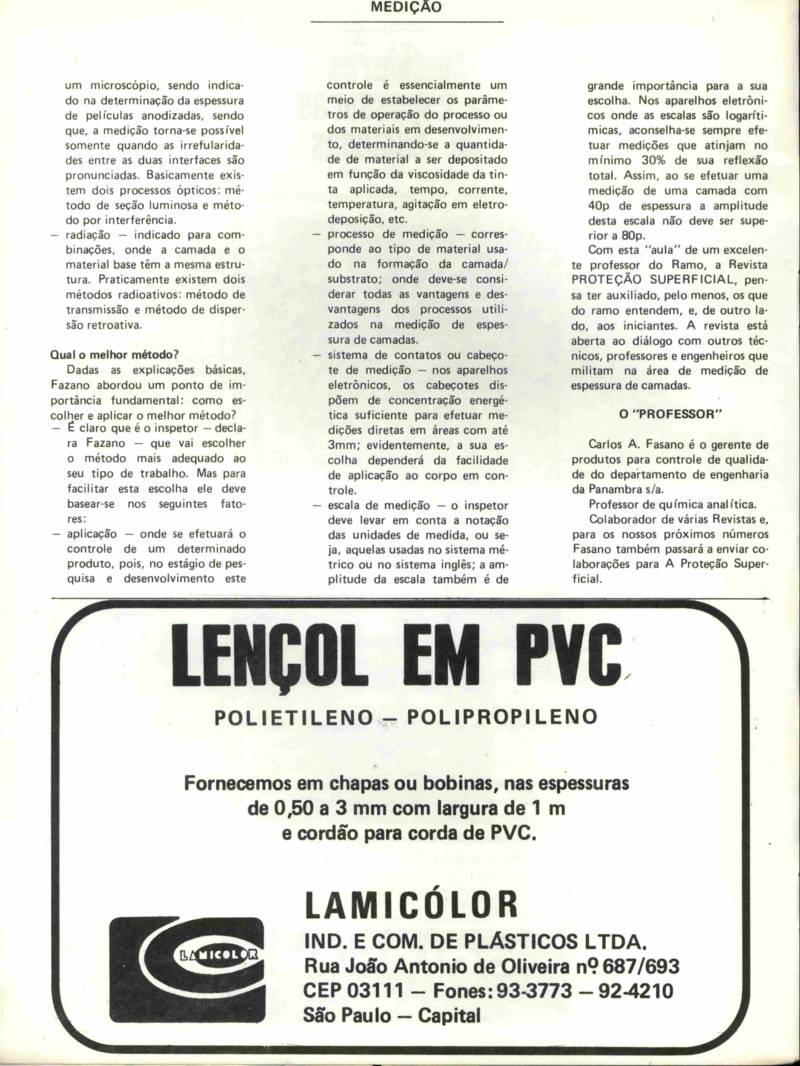 MEDIÇÃO
um microscópio, sendo indica-
do na determinação da espessura
de películas anodizadas, sendo
que, a medição torna-se possível
somente quando as irrefularida-
des entre as duas interfaces são
pronunciadas. Basicamente exis-
tem dois processos ópticos: mé-
todo de seção luminosa e méto-
do por interferência.
— radiação — indicado para com-
binações, onde a camada e o
material base têm a mesma estru-
tura. Praticamente existem dois
métodos radioativos: método de
transmissão e método de disper-
são retroativa.
Qual o melhor método?
Dadas as explicações básicas,
Fazano abordou um ponto de im-
portância fundamental: como es-
colher e aplicar o melhor método?
— É claro que é o inspetor — decla-
ra Fazano — que vai escolher
o método mais adequado ao
seu tipo de trabalho. Mas para
facilitar esta escolha ele deve
basear-se nos seguintes fato-
res:
— aplicação — onde se efetuará o
controle de um determinado
produto, pois, no estágio de pes-
quisa e desenvolvimento este
controle é essencialmente um
meio de estabelecer os parâme-
tros de operação do processo ou
dos materiais em desenvolvimen-
to, determinando-se a quantida-
de de material a ser depositado
em função da viscosidade da tin-
ta aplicada, tempo, corrente,
temperatura, agitação em eletro-
deposição, etc.
— processo de medição — corres-
ponde ao tipo de material usa-
do na formação da camada/
substrato; onde deve-se consi-
derar todas as vantagens e des-
vantagens dos processos utili-
zados na medição de espes-
sura de camadas.
— sistema de contatos ou cabeço-
te de medição — nos aparelhos
eletrônicos, os cabeçotes dis-
põem de concentração energé-
tica suficiente para efetuar me-
dições diretas em áreas com até
3mm; evidentemente, a sua es-
colha dependerá da facilidade
de aplicação ao corpo em con-
trole.
— escala de medição — o inspetor
deve levar em conta a notação
das unidades de medida, ou se-
ja, aquelas usadas no sistema mé-
trico ou no sistema inglês; a am-
plitude da escala também é de
grande importância para a sua
escolha. Nos aparelhos eletrôni-
cos onde as escalas são logaríti-
micas, aconselha-se sempre efe-
tuar medições que atinjam no
mínimo 30% de sua reflexão
total. Assim, ao se efetuar uma
medição de uma camada com
40p de espessura a amplitude
desta escala não deve ser supe-
rior a 80p.
Com esta "aula" de um excelen-
te professor do Ramo, a Revista
PROTEÇÃO SUPERFICIAL, pen-
sa ter auxiliado, pelo menos, os que
do ramo entendem, e, de outro la-
do, aos iniciantes. A revista está
aberta ao diálogo com outros téc-
nicos, professores e engenheiros que
militam na área de medição de
espessura de camadas.
O "PROFESSOR"
Carlos A. Fasano é o gerente de
produtos para controle de qualida-
de do departamento de engenharia
da Panambra s/a.
Professor de química analítica.
Colaborador de várias Revistas e,
para os nossos próximos números
Fasano também passará a enviar co-
laborações para A Proteção Super-
ficial.
LENÇOL EM PVC
POLIETILENO — POLIPROPILENO
Fornecemos em chapas ou bobinas, nas espessuras
de 0,50 a 3 mm com largura de 1 m
e cordão para corda de PVC.
LAMICOLOR
LAMICÓLOR
IND. E COM. DE PLÁSTICOS LTDA.
Rua João Antonio de Oliveira nº 687/693
CEP 03111 — Fones: 93-3773 — 92-4210
São Paulo — Capital